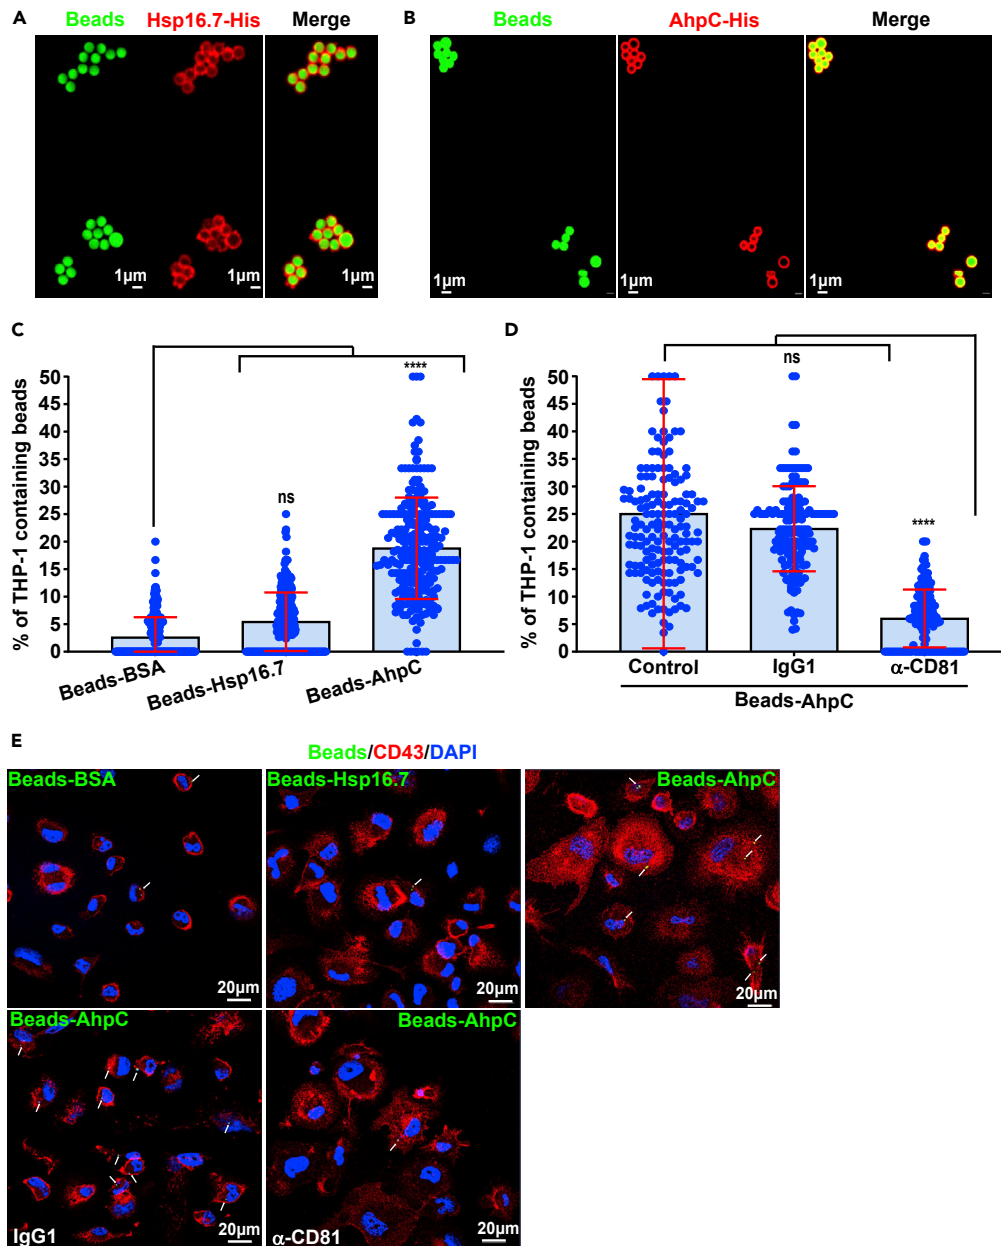 A
Beads Hsp16.7-His Merge
1µm 1µm 1µm
B
Beads AhpC-His Merge
1µm 1µm 1µm
C
% of THP-1 containing beads
50
45
40
35
30
25
20
15
10
5
0
ns
****
Beads-BSA
Beads-Hsp16.7
Beads-AhpC
D
% of THP-1 containing beads
50
45
40
35
30
25
20
15
10
5
0
ns
****
Control IgG1 α-CD81
Beads-AhpC
E
Beads/CD43/DAPI
Beads-BSA
20µm
Beads-Hsp16.7
20µm
Beads-AhpC
20µm
Beads-AhpC
IgG1
20µm
Beads-AhpC
α-CD81
20µm